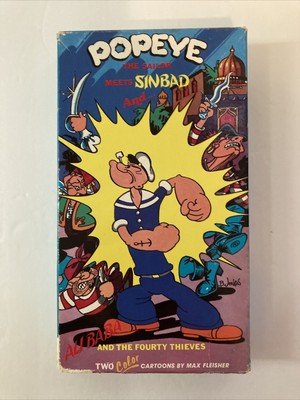 POPEYE
THE SAILOR
MEETS SINBAD
And
ALI BABA
AND THE FOURTY THIEVES
TWO Color CARTOONS BY MAX FLEISHER